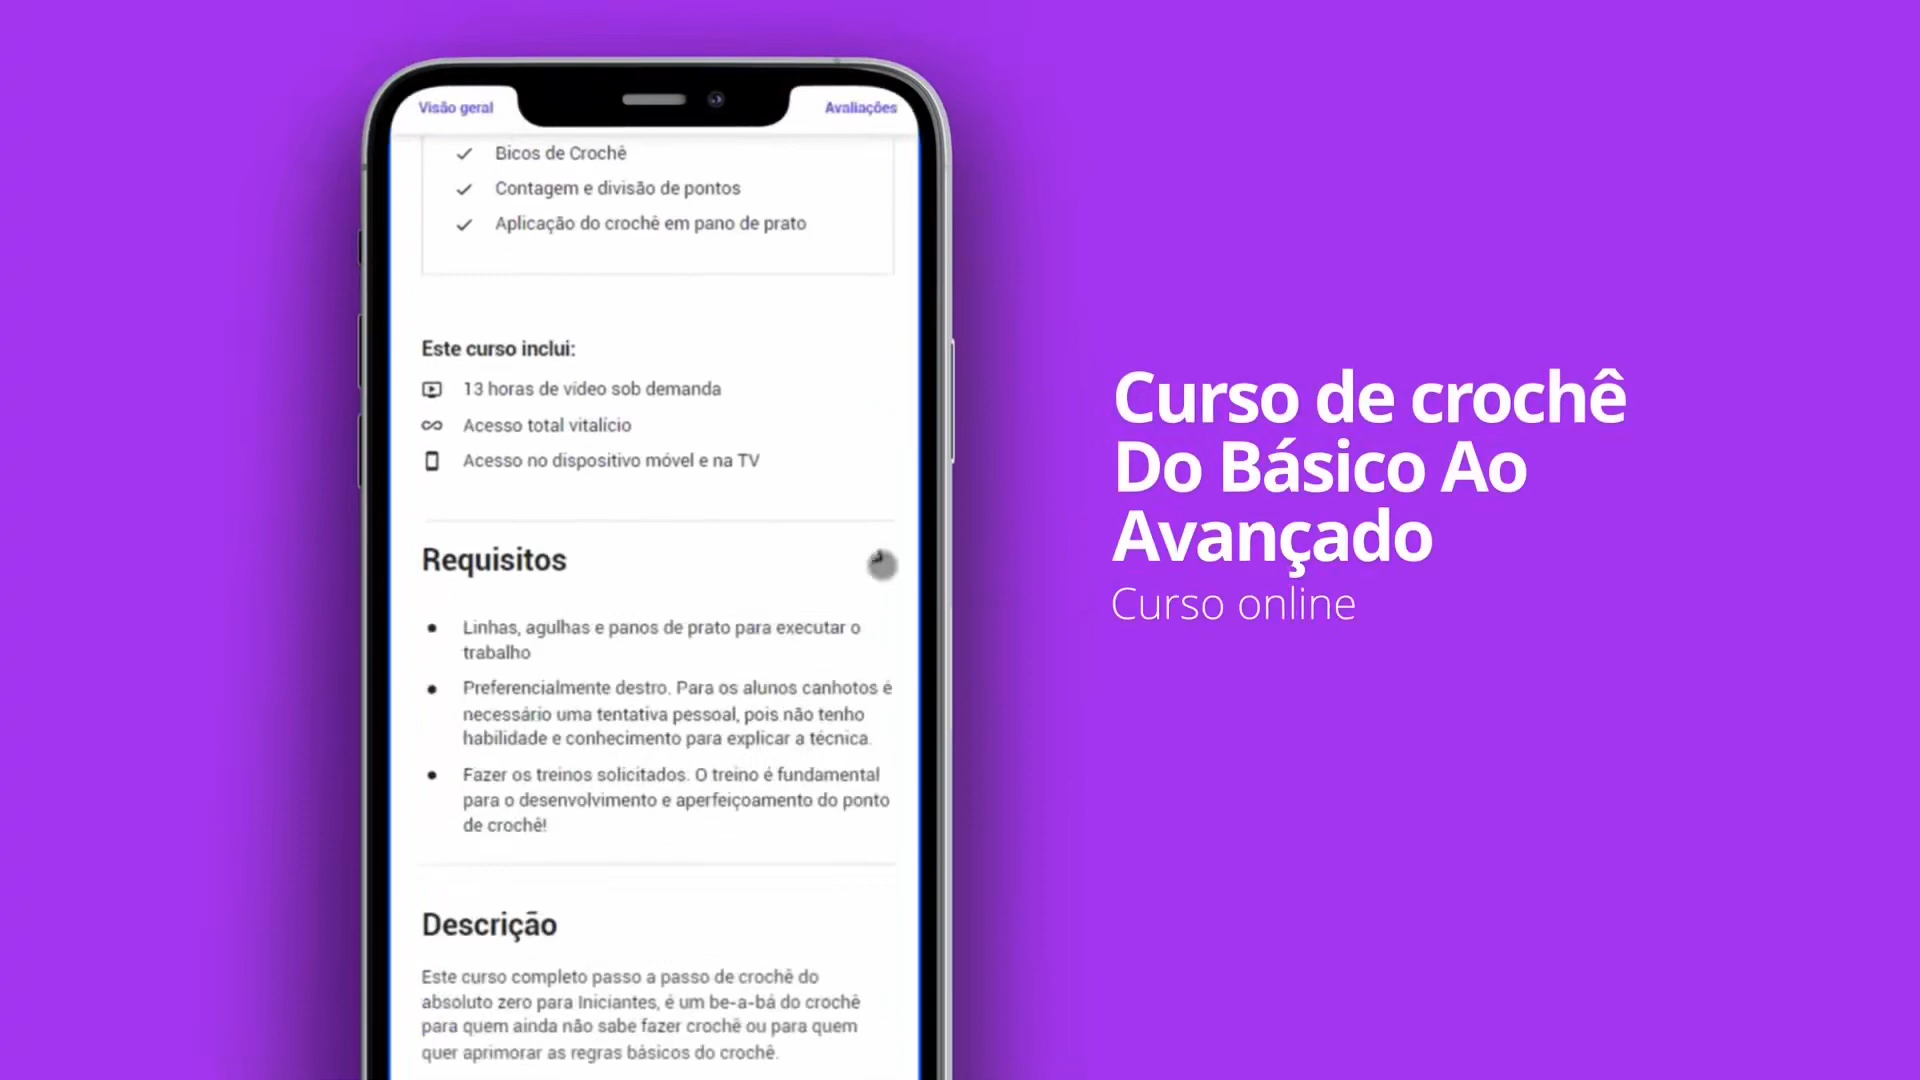 Visão geral
Avaliações
Bicos de Crochê
Contagem e divisão de pontos
Aplicação do crochê em pano de prato
Este curso inclui:
13 horas de vídeo sob demanda
Acesso total vitalício
Acesso no dispositivo móvel e na TV
Requisitos
Linhas, agulhas e panos de prato para executar o
trabalho
Preferencialmente destro. Para os alunos canhotos é
necessário uma tentativa pessoal, pois não tenho
habilidade e conhecimento para explicar a técnica.
Fazer os treinos solicitados. O treino é fundamental
para o desenvolvimento e aperfeiçoamento do ponto
de crochê!
Descrição
Este curso completo passo a passo de crochê do
absoluto zero para Iniciantes, é um be-a-bá do crochê
para quem ainda não sabe fazer crochê ou para quem
quer aprimorar as regras básicos do crochê.
Curso de crochê
Do Básico Ao
Avançado
Curso online